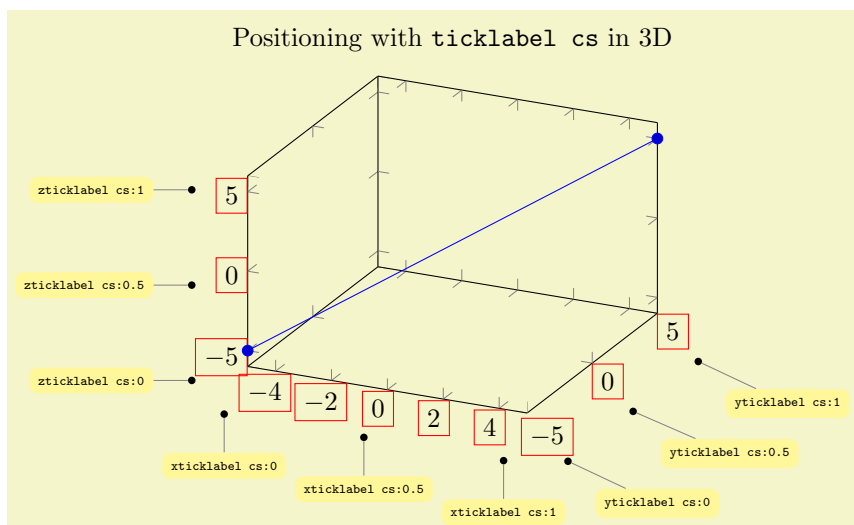 Positioning with ticklabel cs in 3D
zticklabel cs:1
5
zticklabel cs:0.5
0
zticklabel cs:0
−5
−4
−2
0
2
4
−5
0
5
xticklabel cs:0
xticklabel cs:0.5
xticklabel cs:1
yticklabel cs:0
yticklabel cs:0.5
yticklabel cs:1